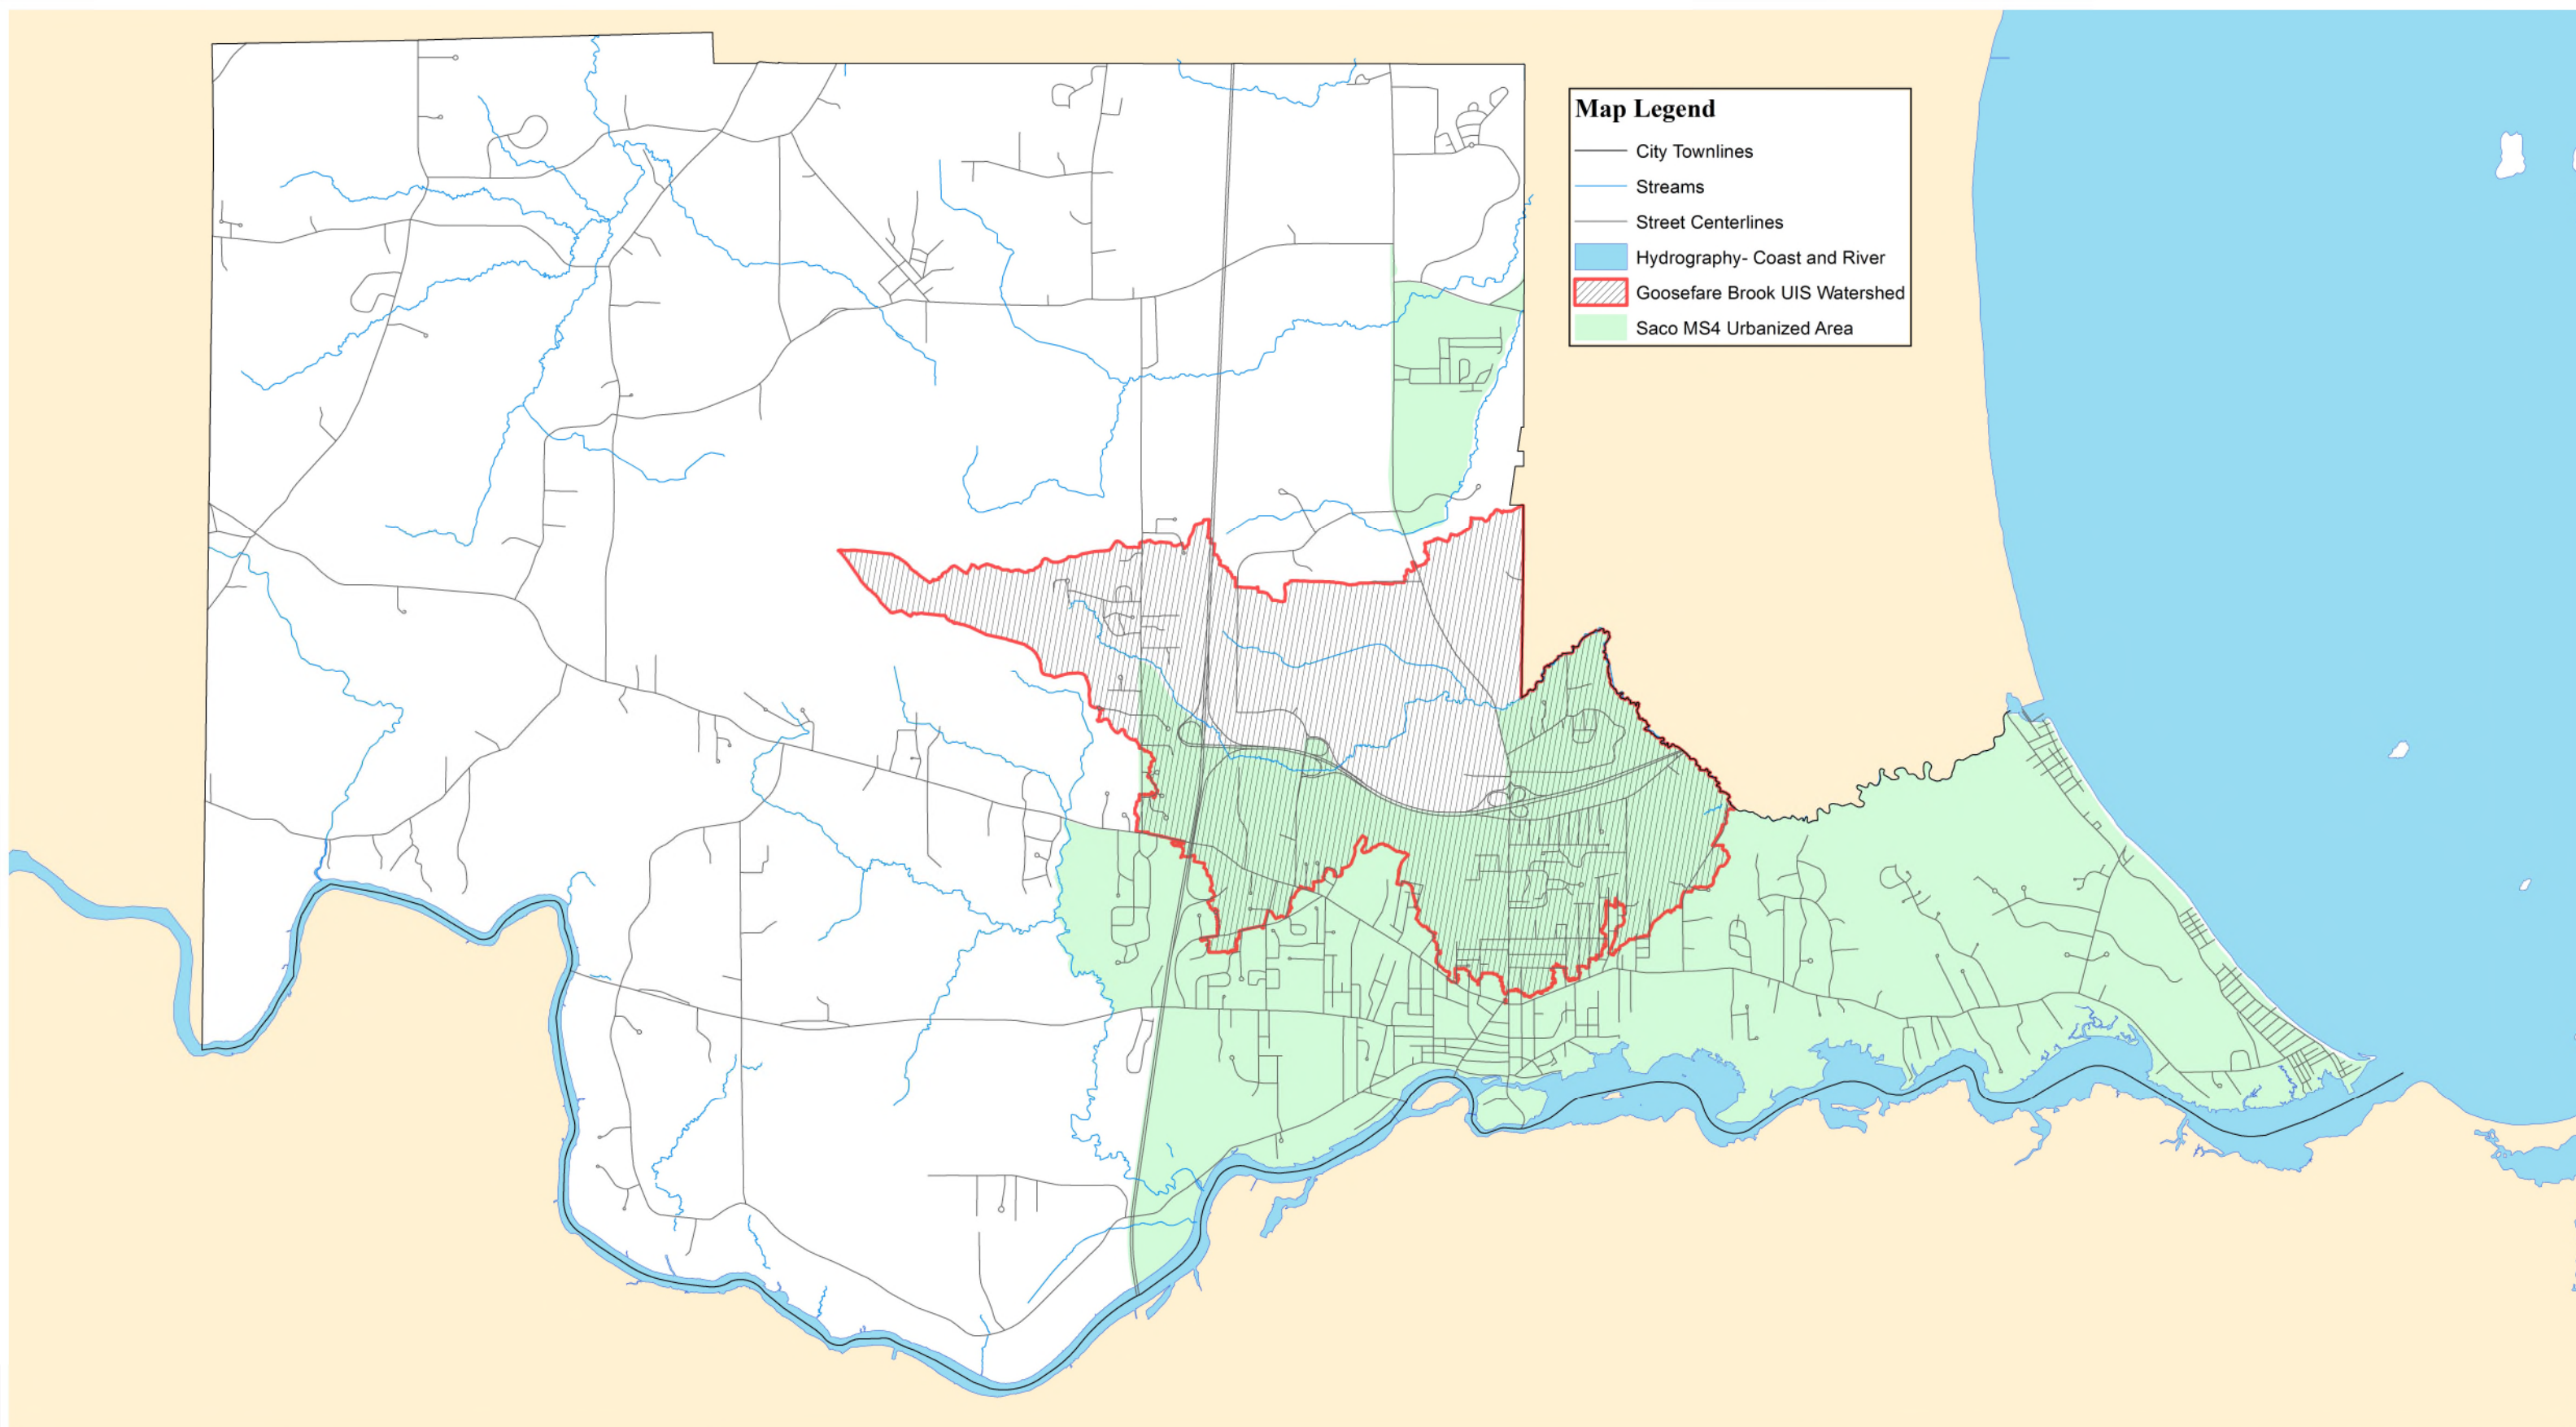 Map Legend
City Townlines
Streams
Street Centerlines
Hydrography- Coast and River
Goosefare Brook UIS Watershed
Saco MS4 Urbanized Area